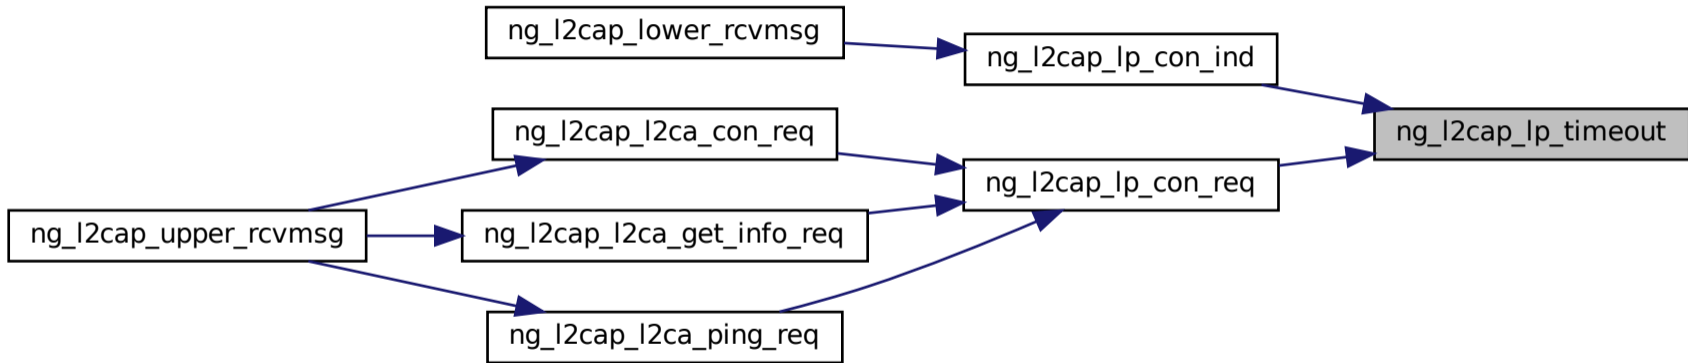 ng_l2cap_lower_rcvmsg
ng_l2cap_lp_con_ind
ng_l2cap_l2ca_con_req
ng_l2cap_lp_timeout
ng_l2cap_lp_con_req
ng_l2cap_upper_rcvmsg
ng_l2cap_l2ca_get_info_req
ng_l2cap_l2ca_ping_req